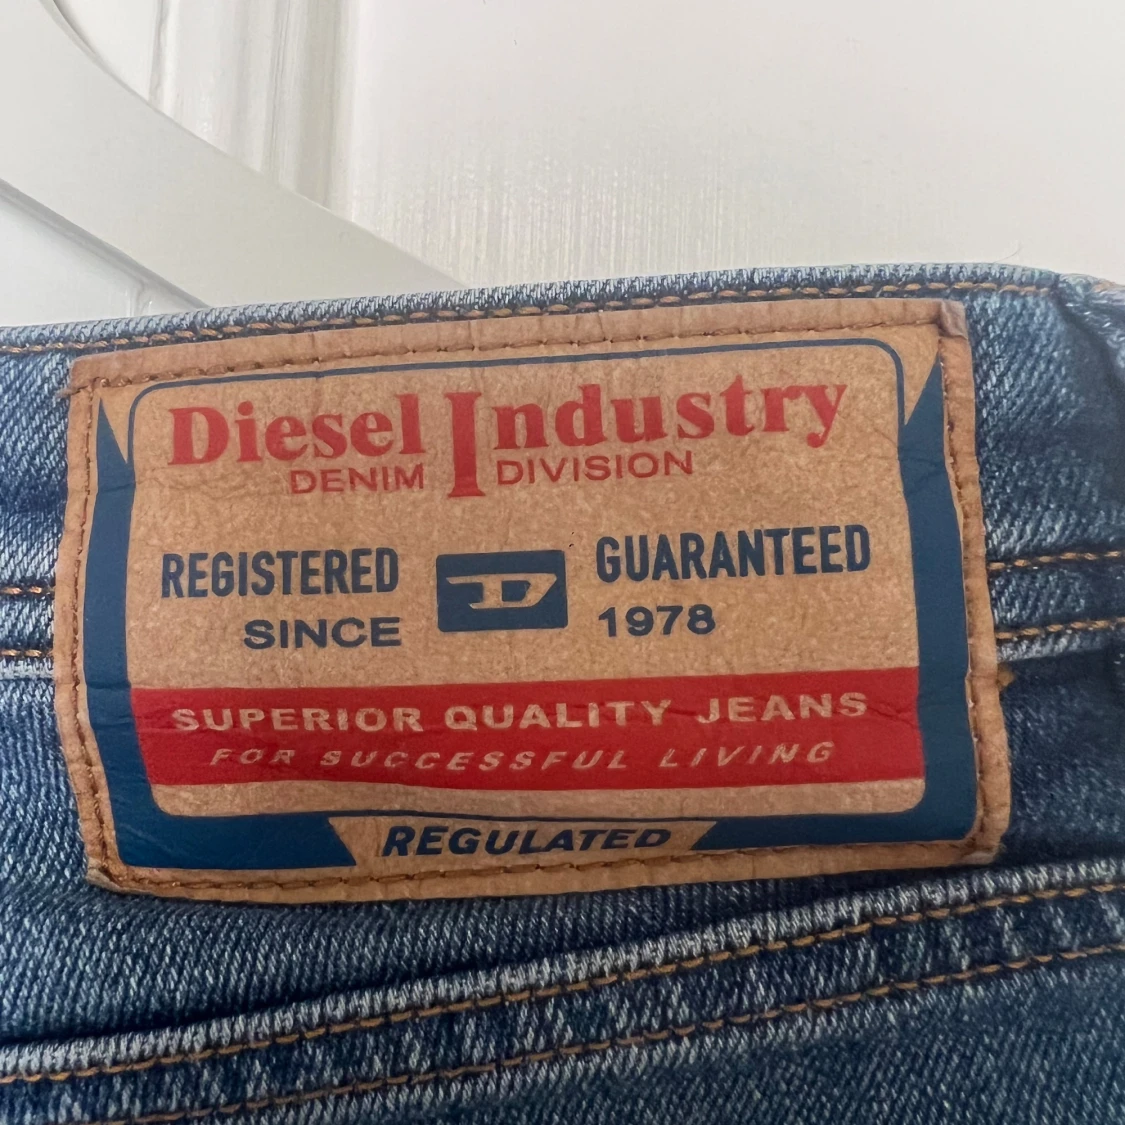 Diesel Industry
DENIM DIVISION
REGISTERED D GUARANTEED
SINCE 1978
SUPERIOR QUALITY JEANS
FOR SUCCESSFUL LIVING
REGULATED